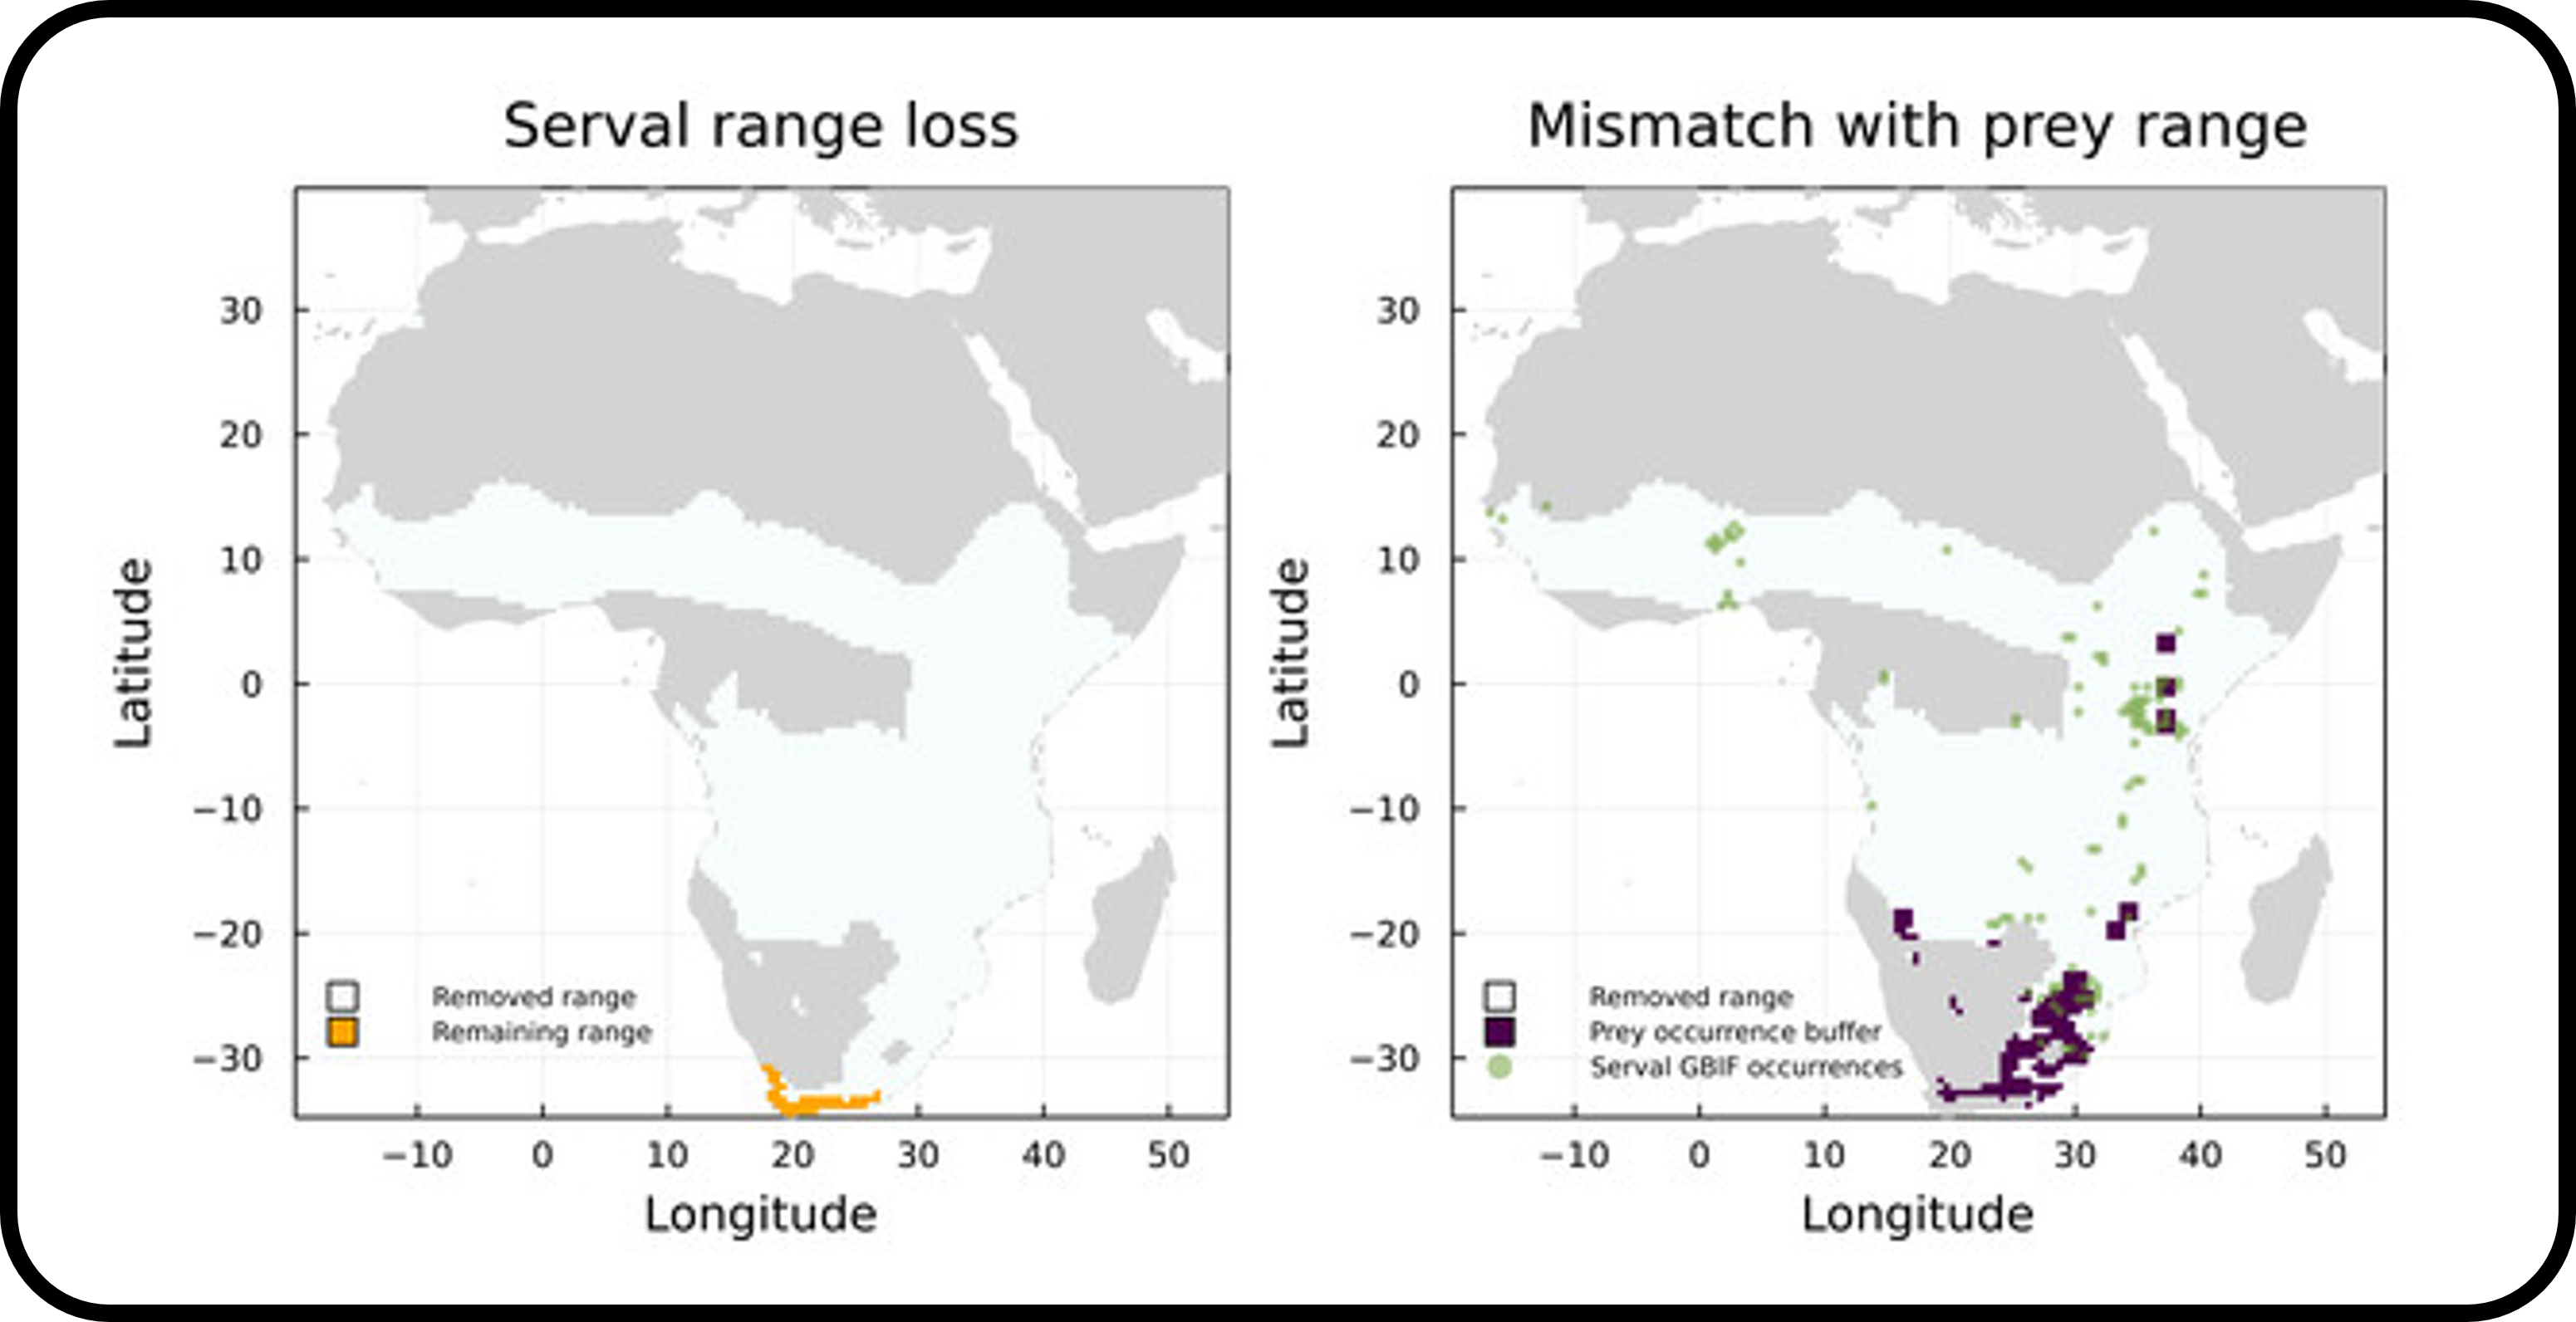 Serval range loss
Latitude
30
20
10
0
−10
−20
−30
Removed range
Remaining range
−10 0 10 20 30 40 50
Longitude
Mismatch with prey range
Latitude
30
20
10
0
−10
−20
−30
Removed range
Prey occurrence buffer
Serval GBIF occurrences
−10 0 10 20 30 40 50
Longitude